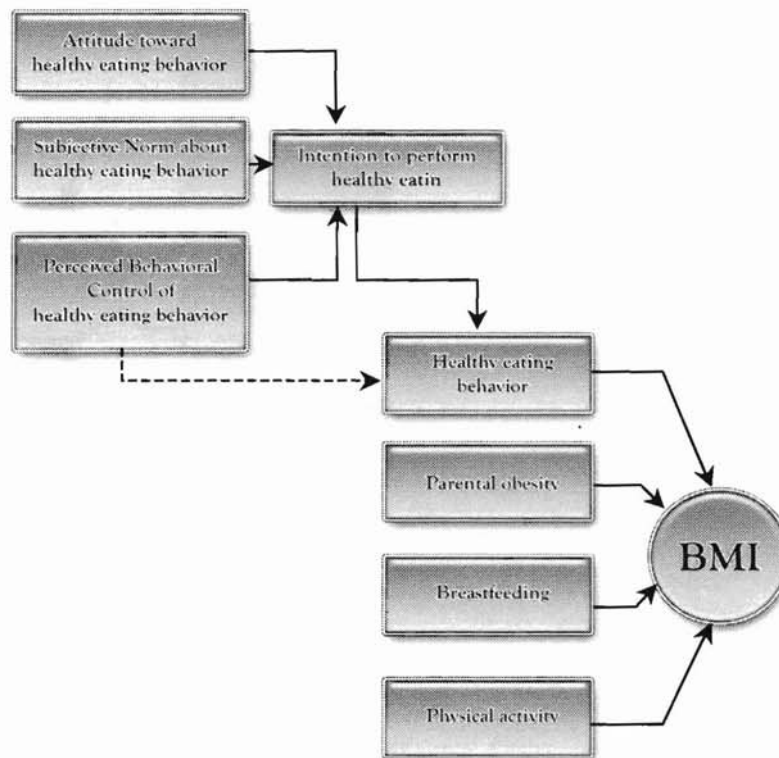 Attitude toward
healthy eating behavior
Subjective Norm about
healthy eating behavior
Intention to perform
healthy eatin
Perceived Behavioral
Control of
healthy eating behavior
Healthy eating
behavior
Parental obesity
Breastfeeding
Physical activity
BMI